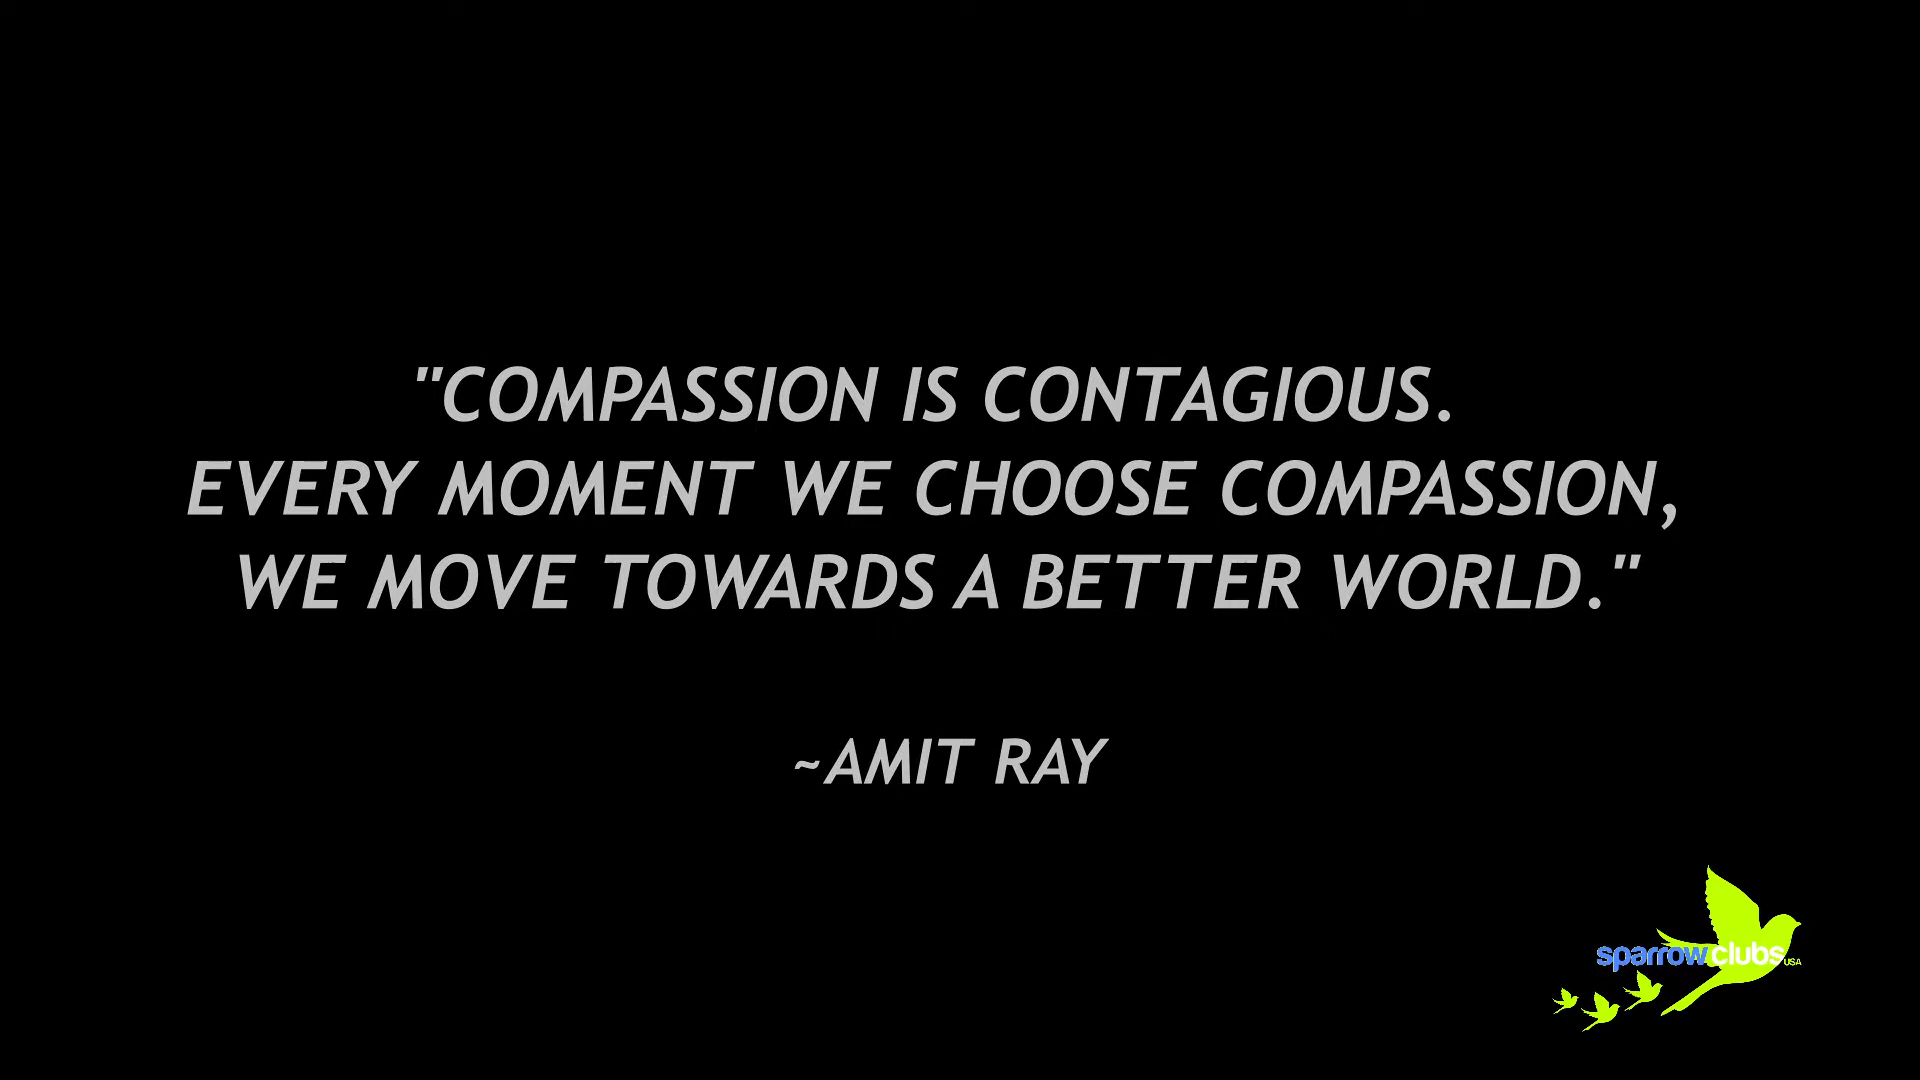 "COMPASSION IS CONTAGIOUS.
EVERY MOMENT WE CHOOSE COMPASSION,
WE MOVE TOWARDS A BETTER WORLD."
~AMIT RAY
sparrowclubs USA